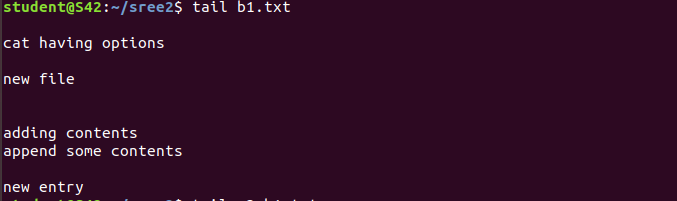 student@S42:~/sree2$ tail b1.txt
cat having options
new file
adding contents
append some contents
new entry